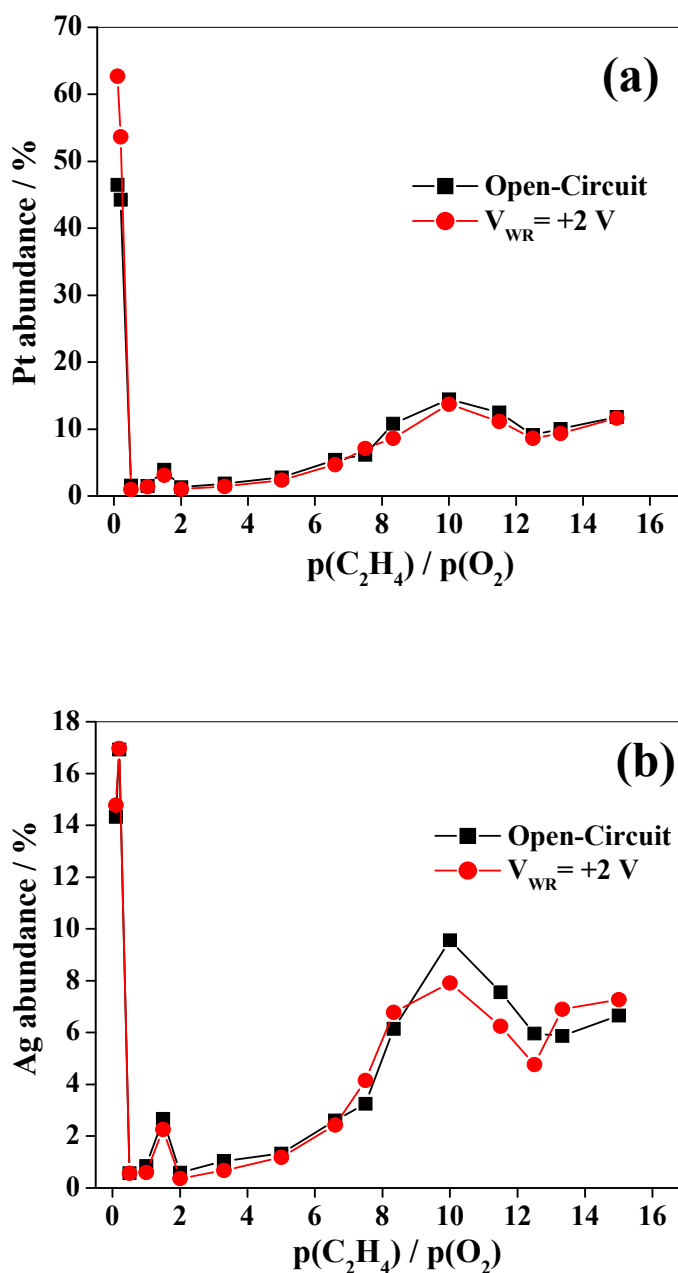 (a)
Pt abundance / %
70
60
50
40
30
20
10
0
Open-Circuit
V_WR= +2 V
0 2 4 6 8 10 12 14 16
p(C₂H₄) / p(O₂)
(b)
Ag abundance / %
18
16
14
12
10
8
6
4
2
0
Open-Circuit
V_WR= +2 V
0 2 4 6 8 10 12 14 16
p(C₂H₄) / p(O₂)